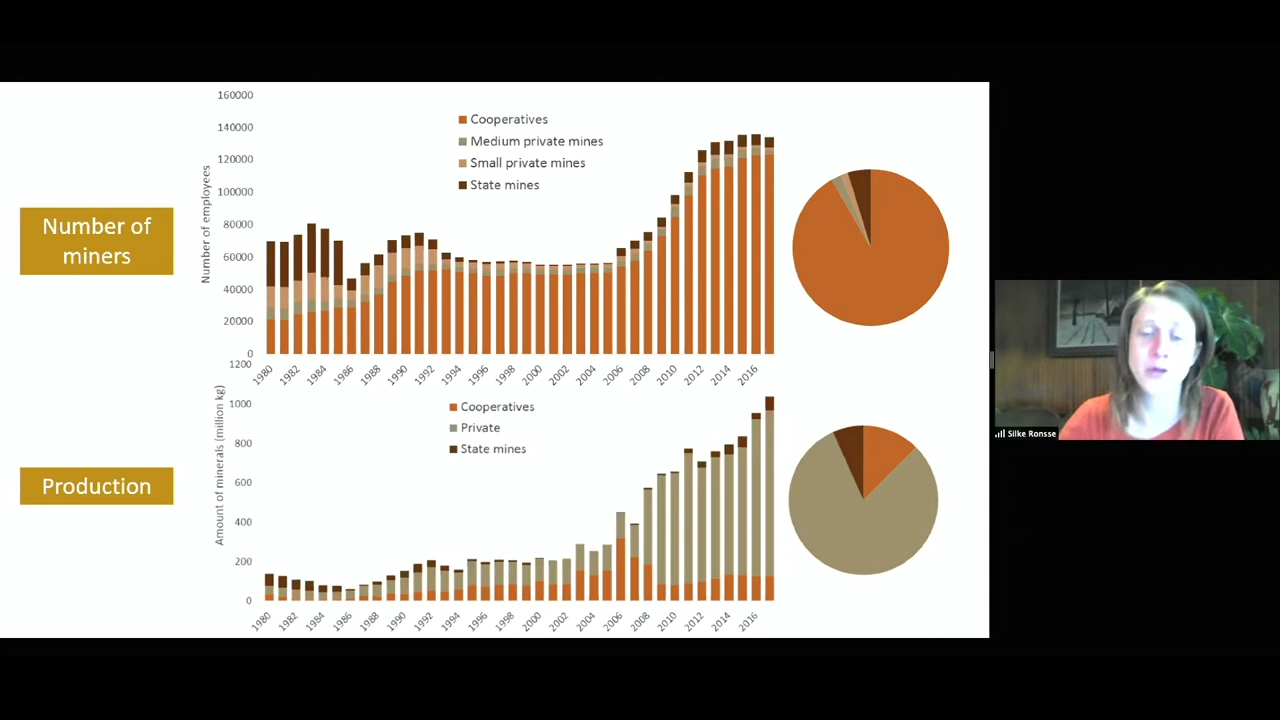 160000
140000
120000
100000
80000
60000
40000
20000
0
Number of employees
Cooperatives
Medium private mines
Small private mines
State mines
1980 1982 1984 1986 1988 1990 1992 1994 1996 1998 2000 2002 2004 2006 2008 2010 2012 2014 2016
Number of
miners
1200
1000
800
600
400
200
0
Amount of minerals (million kg)
Cooperatives
Private
State mines
1980 1982 1984 1986 1988 1990 1992 1994 1996 1998 2000 2002 2004 2006 2008 2010 2012 2014 2016
Production
Silke Ronsse